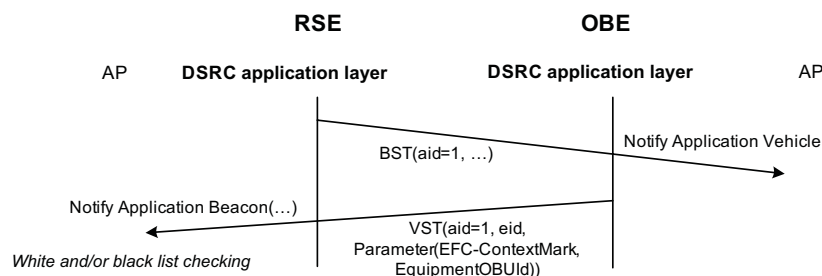 RSE
OBE
AP
DSRC application layer
DSRC application layer
AP
BST(aid=1, …)
Notify Application Vehicle
Notify Application Beacon(…)
VST(aid=1, eid,
Parameter(EFC-ContextMark,
EquipmentOBUId))
White and/or black list checking